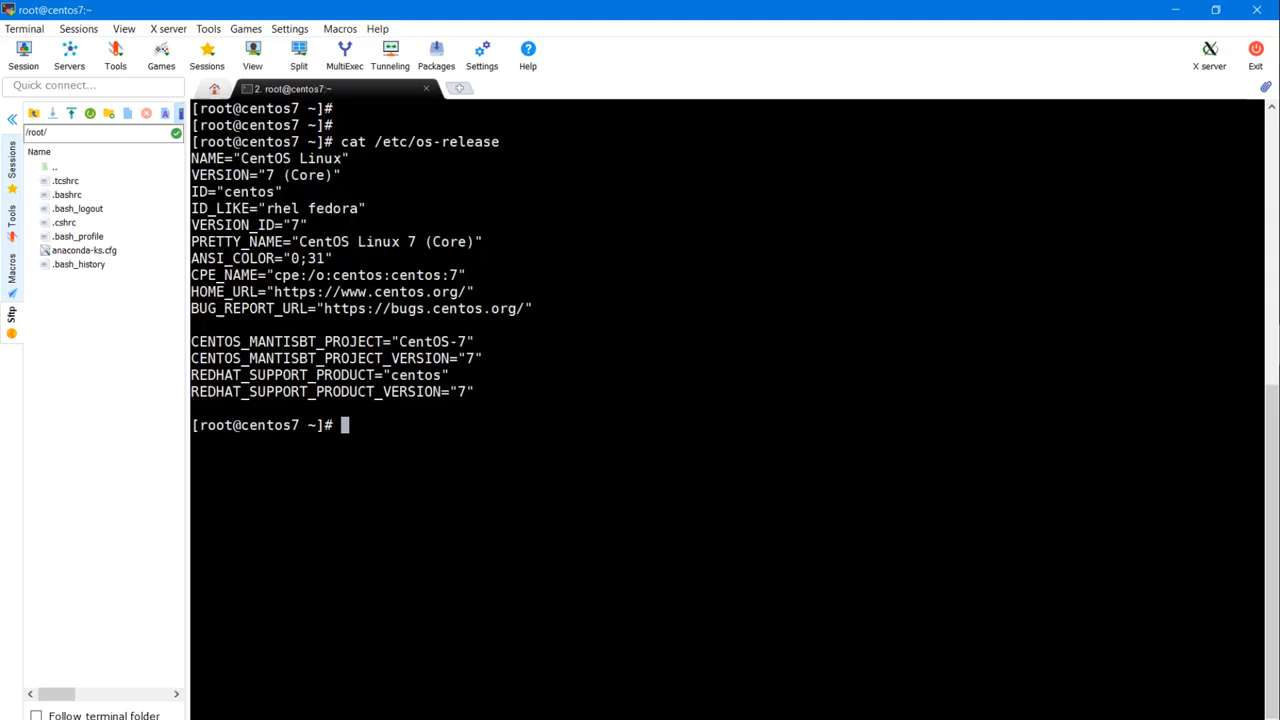 root@centos7:~
Terminal Sessions View X server Tools Games Settings Macros Help
Session Servers Tools Games Sessions View Split MultiExec Tunneling Packages Settings Help X server Exit
Quick connect...
2. root@centos7:~
/root/
Name
..
.tcshrc
.bashrc
.bash_logout
.cshrc
.bash_profile
anaconda-ks.cfg
.bash_history
Sessions
Tools
Macros
Sftp
[root@centos7 ~]#
[root@centos7 ~]#
[root@centos7 ~]# cat /etc/os-release
NAME="CentOS Linux"
VERSION="7 (Core)"
ID="centos"
ID_LIKE="rhel fedora"
VERSION_ID="7"
PRETTY_NAME="CentOS Linux 7 (Core)"
ANSI_COLOR="0;31"
CPE_NAME="cpe:/o:centos:centos:7"
HOME_URL="https://www.centos.org/"
BUG_REPORT_URL="https://bugs.centos.org/"
CENTOS_MANTISBT_PROJECT="CentOS-7"
CENTOS_MANTISBT_PROJECT_VERSION="7"
REDHAT_SUPPORT_PRODUCT="centos"
REDHAT_SUPPORT_PRODUCT_VERSION="7"
[root@centos7 ~]#
Follow terminal folder